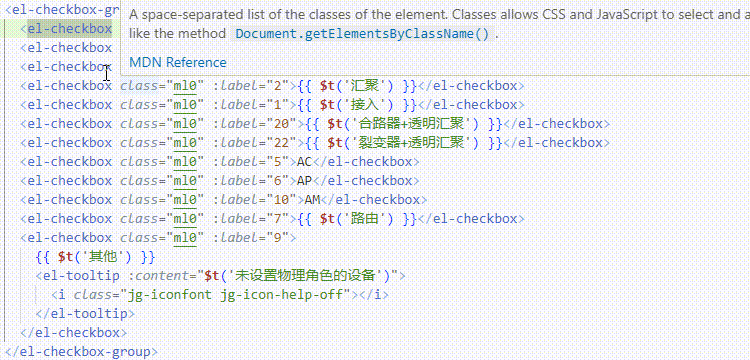 <el-checkbox-gr
<el-checkbox
<el-checkbox
<el-checkbox
A space-separated list of the classes of the element. Classes allows CSS and JavaScript to select and a
like the method Document.getElementsByClassName().
MDN Reference
<el-checkbox class="ml0" :label="2">{{ $t('汇聚') }}</el-checkbox>
<el-checkbox class="ml0" :label="1">{{ $t('接入') }}</el-checkbox>
<el-checkbox class="ml0" :label="20">{{ $t('合路器+透明汇聚') }}</el-checkbox>
<el-checkbox class="ml0" :label="22">{{ $t('裂变器+透明汇聚') }}</el-checkbox>
<el-checkbox class="ml0" :label="5">AC</el-checkbox>
<el-checkbox class="ml0" :label="6">AP</el-checkbox>
<el-checkbox class="ml0" :label="10">AM</el-checkbox>
<el-checkbox class="ml0" :label="7">{{ $t('路由') }}</el-checkbox>
<el-checkbox class="ml0" :label="9">
{{ $t('其他') }}
<el-tooltip :content="$t('未设置物理角色的设备')">
<i class="jg-iconfont jg-icon-help-off"></i>
</el-tooltip>
</el-checkbox>
</el-checkbox-group>